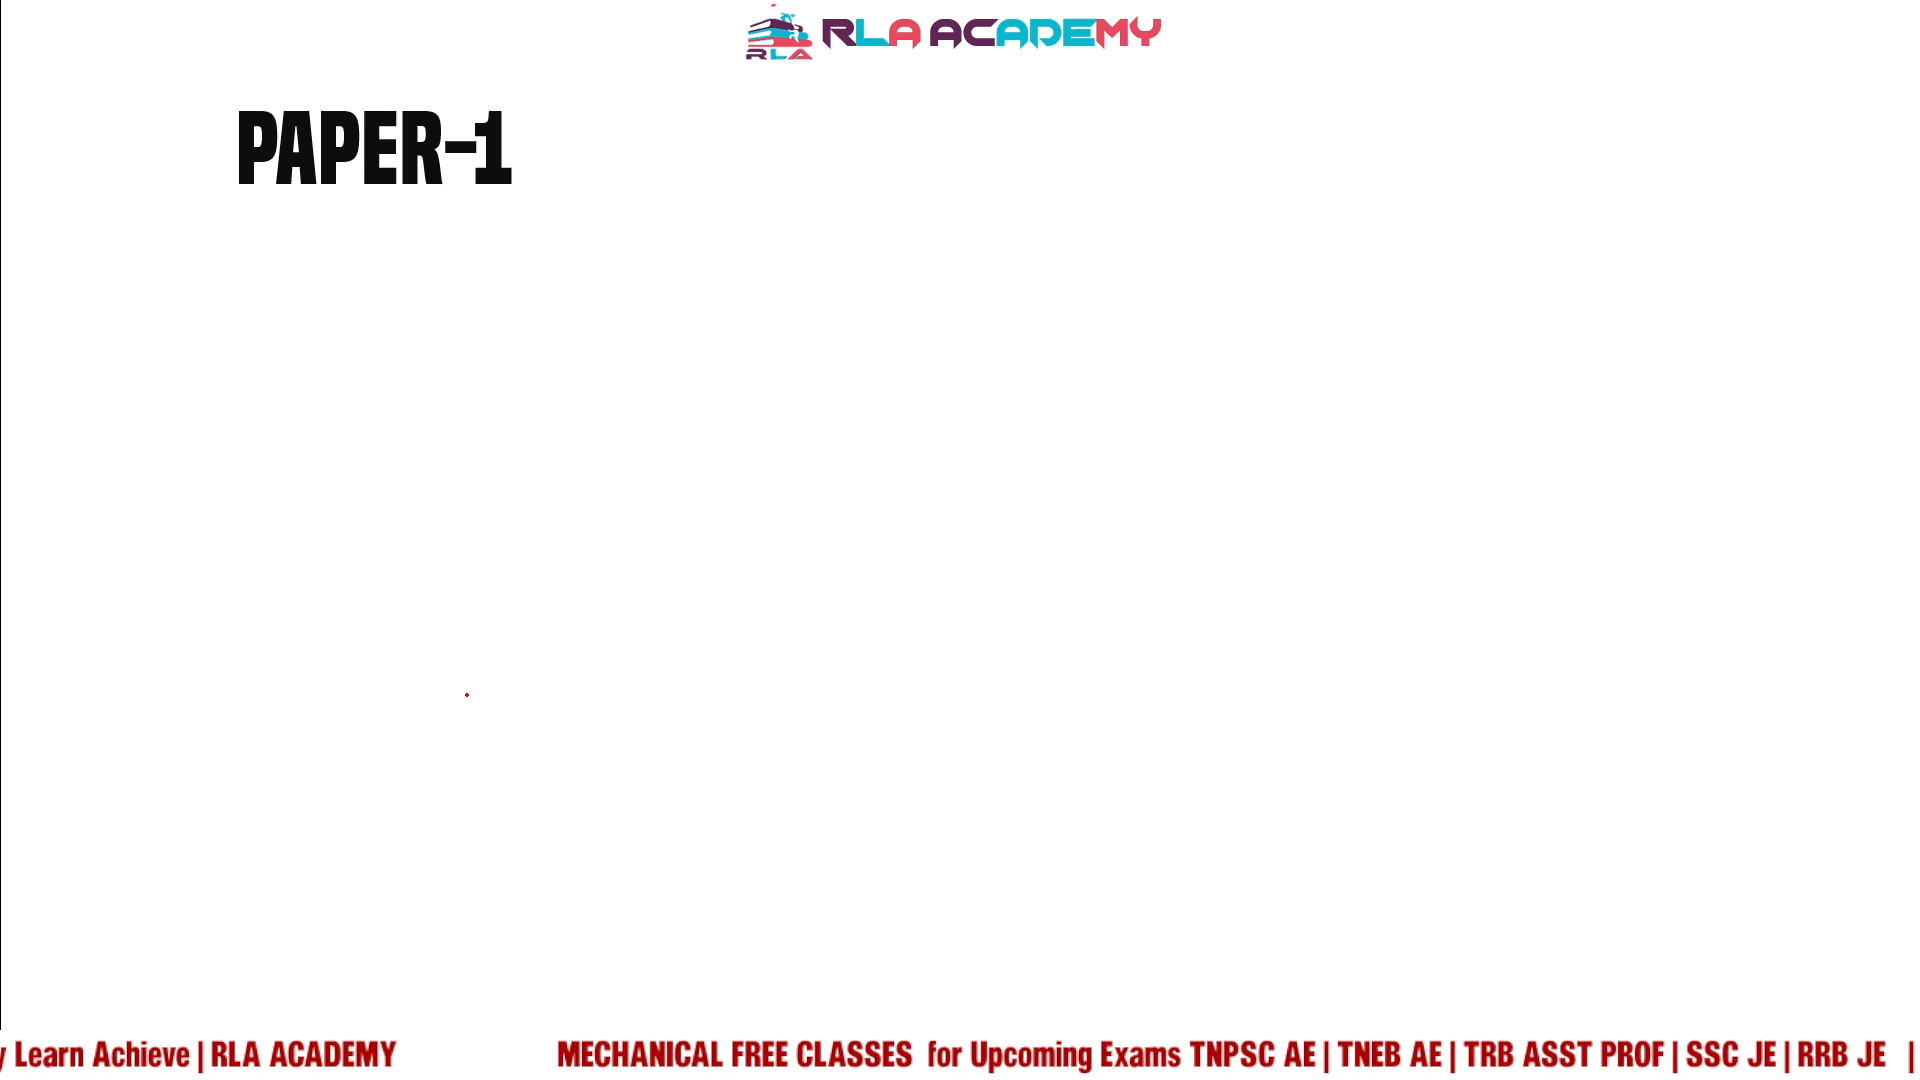 RLA
RLA ACADEMY
PAPER-1
Learn Achieve | RLA ACADEMY MECHANICAL FREE CLASSES for Upcoming Exams TNPSC AE | TNEB AE | TRB ASST PROF | SSC JE | RRB JE |